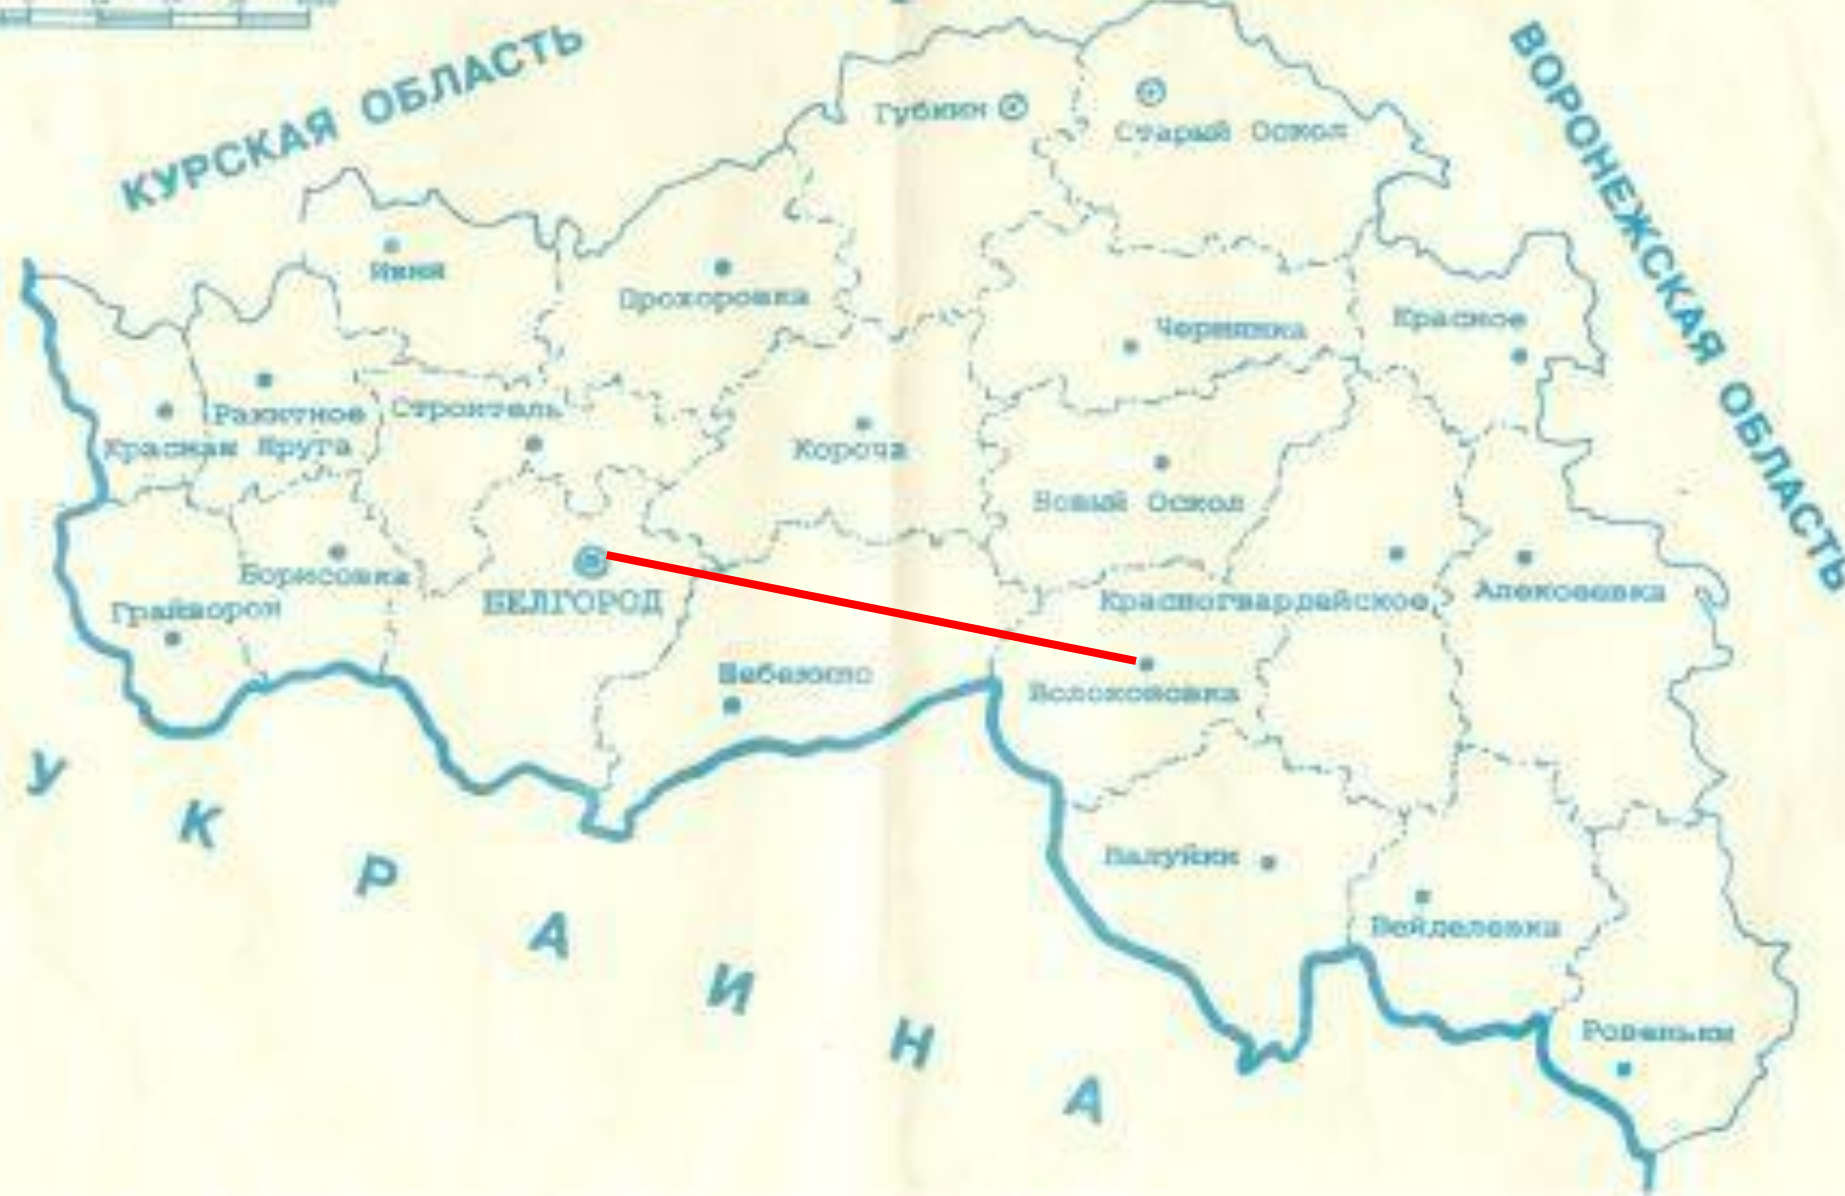 КУРСКАЯ ОБЛАСТЬ
ВОРОНЕЖСКАЯ ОБЛАСТЬ
Губкин
Старый Оскол
Ивня
Прохоровка
Чернянка
Красное
Ракитное
Строитель
Красная Яруга
Короча
Новый Оскол
Борисовка
Грайворон
БЕЛГОРОД
Красногвардейское
Алексеевка
Шебекино
Волоконовка
Валуйки
Вейделевка
Ровеньки
УКРАИНА